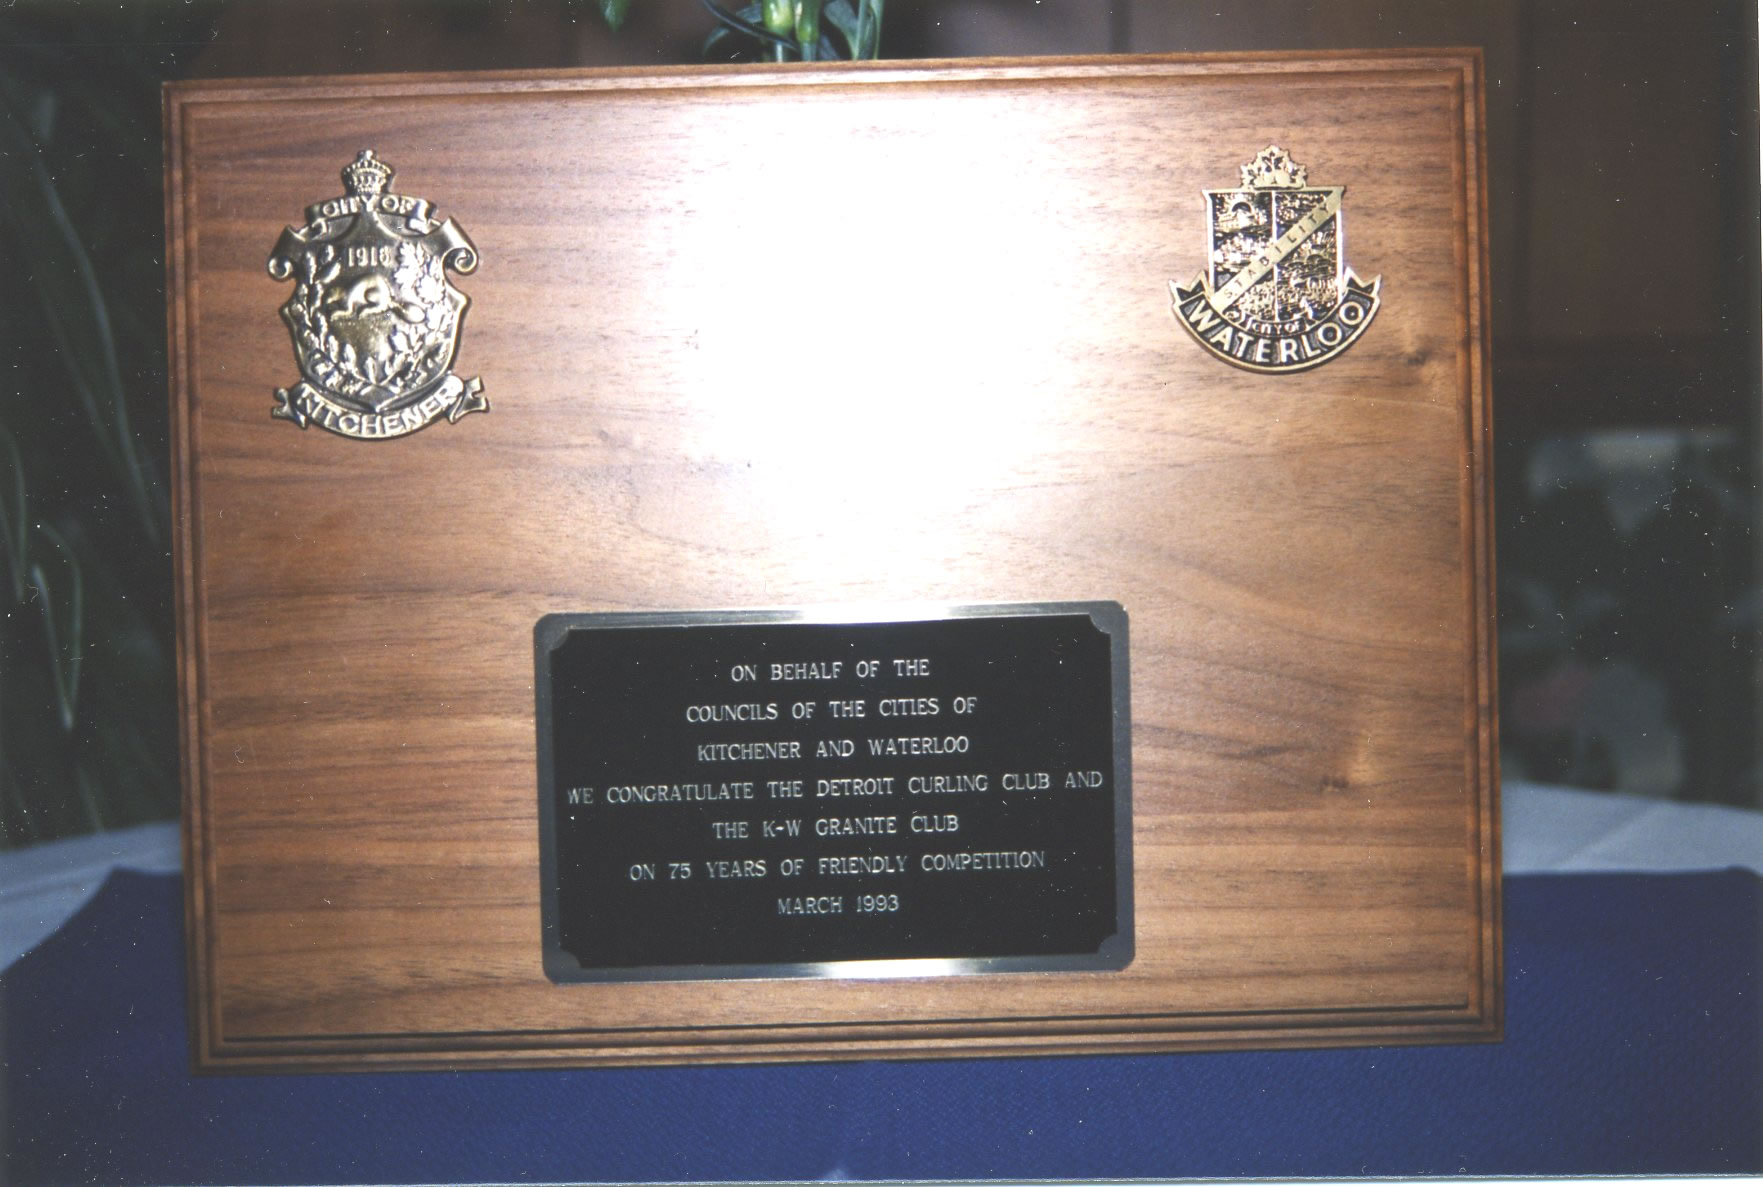 CITY OF
KITCHENER
STABILITY
CITY OF
WATERLOO
ON BEHALF OF THE
COUNCILS OF THE CITIES OF
KITCHENER AND WATERLOO
WE CONGRATULATE THE DETROIT CURLING CLUB AND
THE K-W GRANITE CLUB
ON 75 YEARS OF FRIENDLY COMPETITION
MARCH 1993